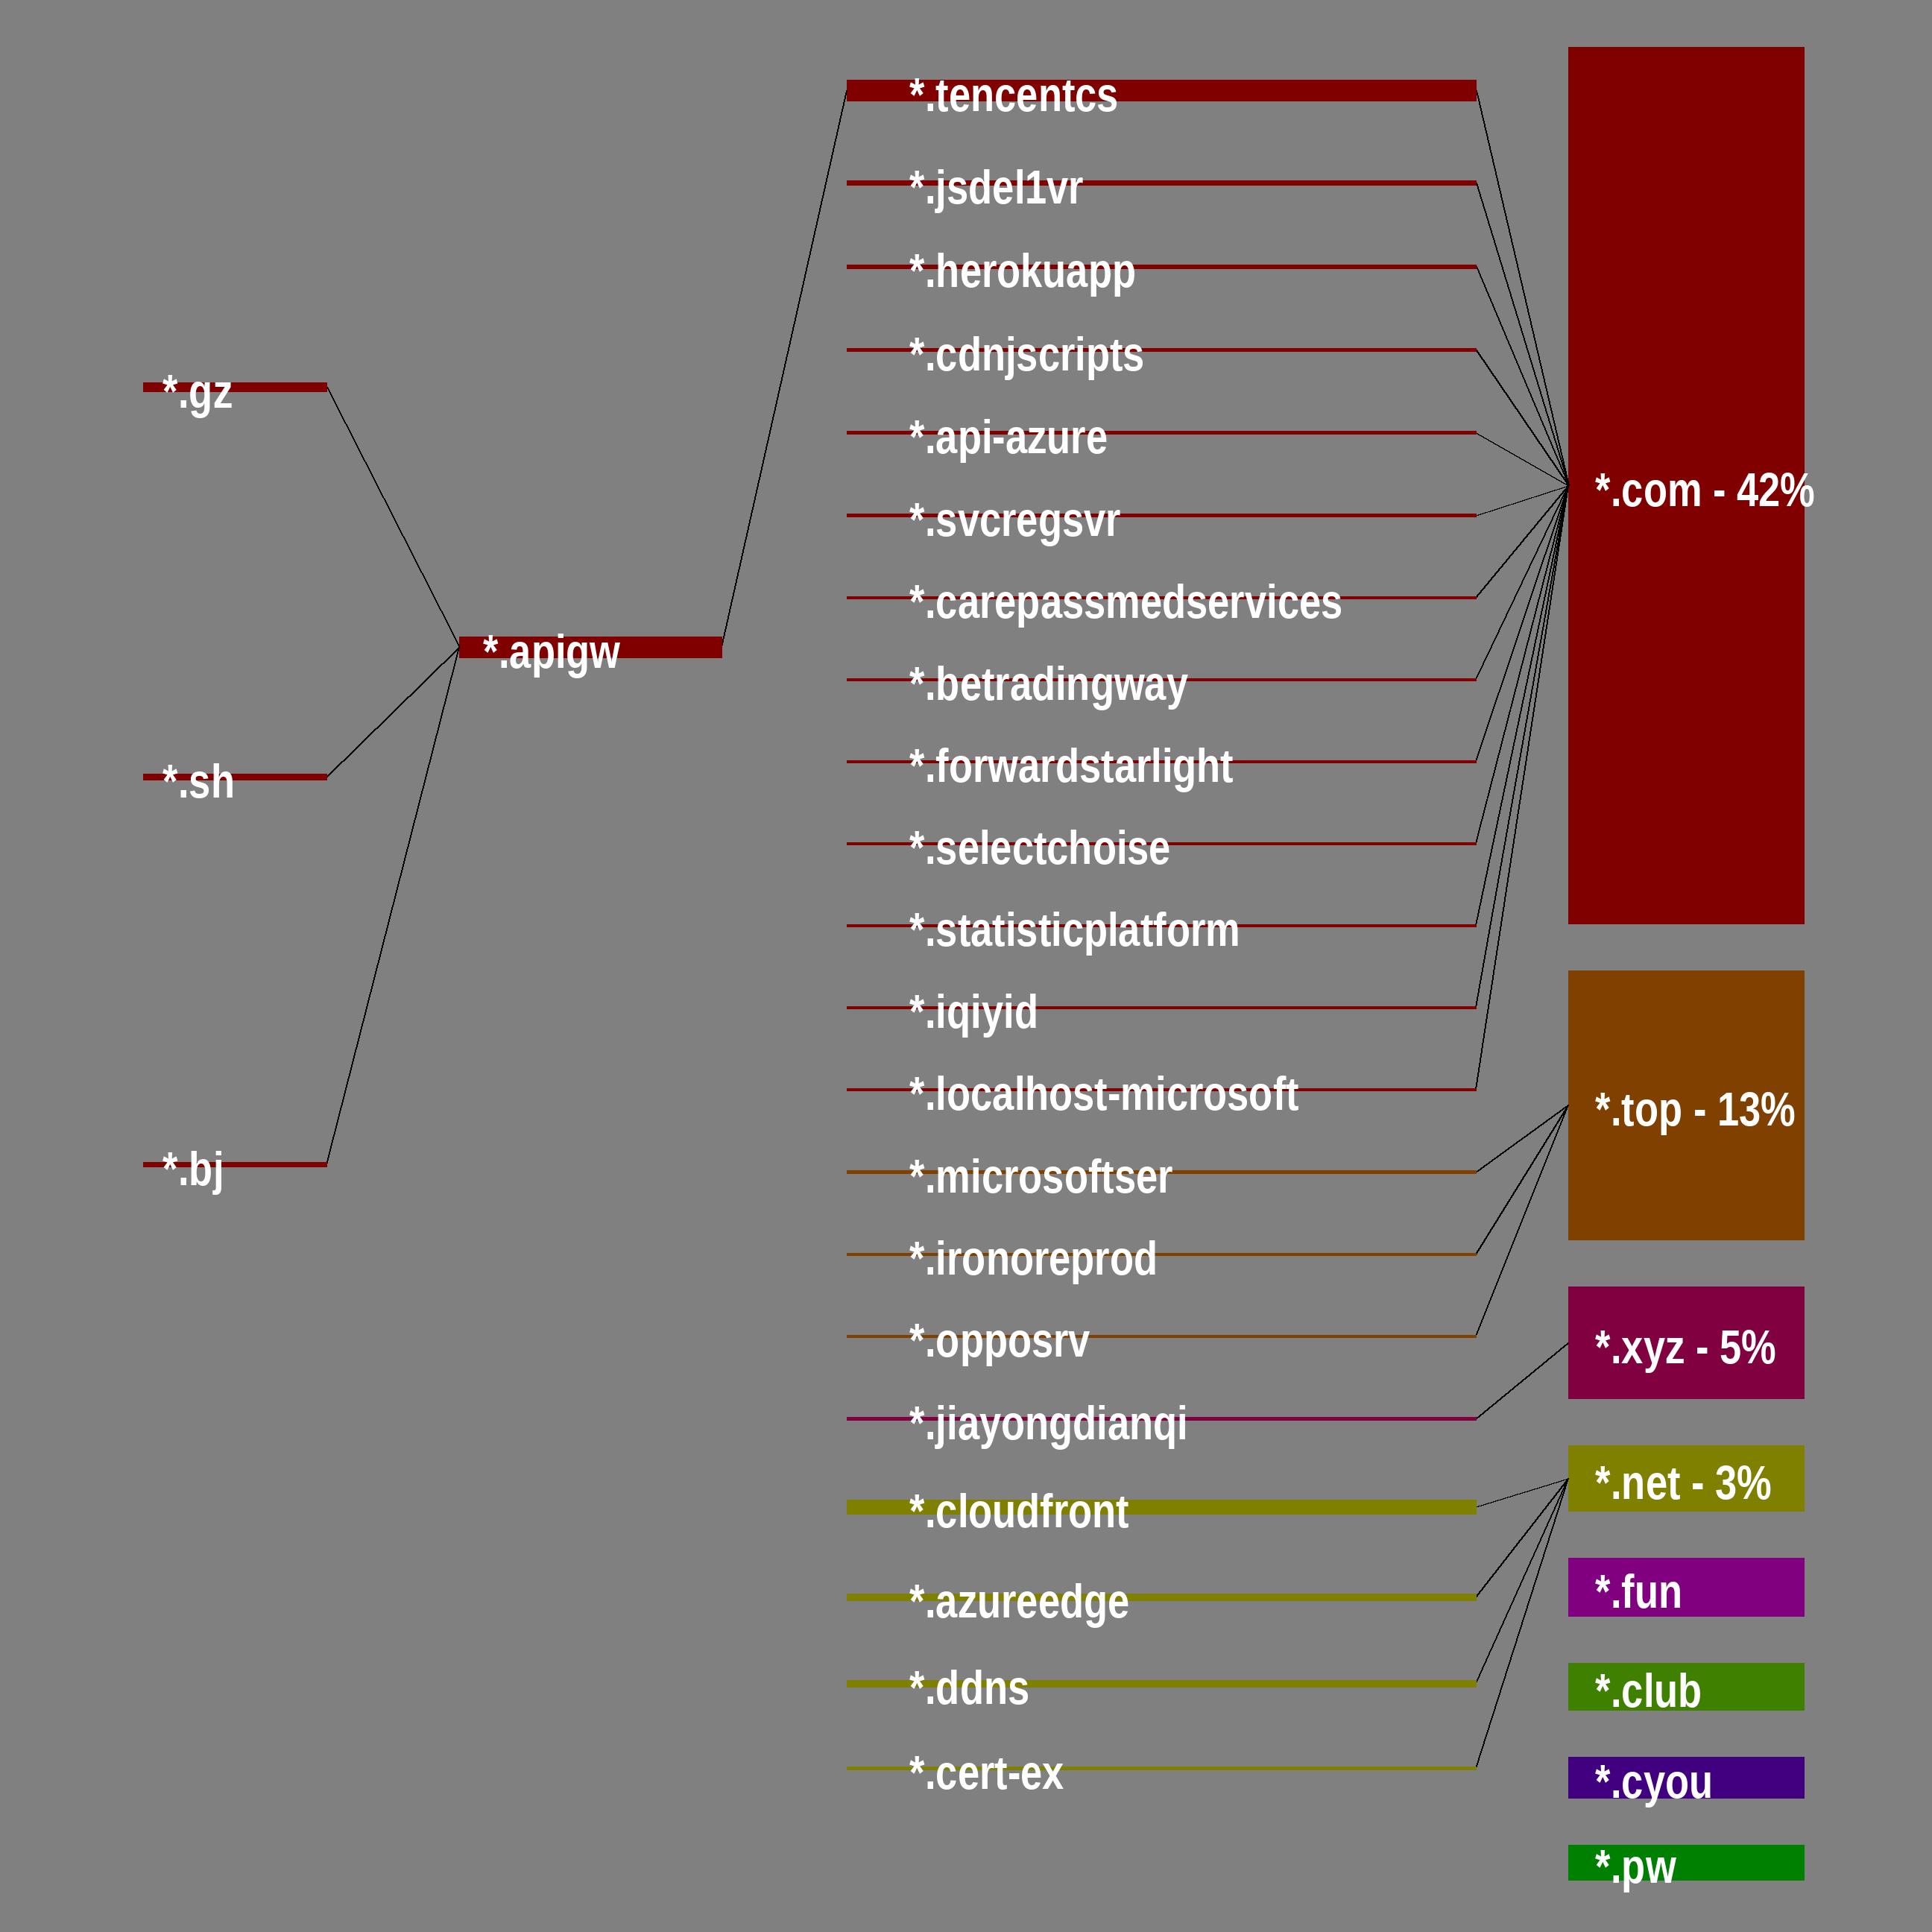 *.gz
*.sh
*.bj
*.apigw
*.tencentcs
*.jsdel1vr
*.herokuapp
*.cdnjscripts
*.api-azure
*.svcregsvr
*.carepassmedservices
*.betradingway
*.forwardstarlight
*.selectchoise
*.statisticplatform
*.iqiyid
*.localhost-microsoft
*.microsoftser
*.ironoreprod
*.opposrv
*.jiayongdianqi
*.cloudfront
*.azureedge
*.ddns
*.cert-ex
*.com - 42%
*.top - 13%
*.xyz - 5%
*.net - 3%
*.fun
*.club
*.cyou
*.pw